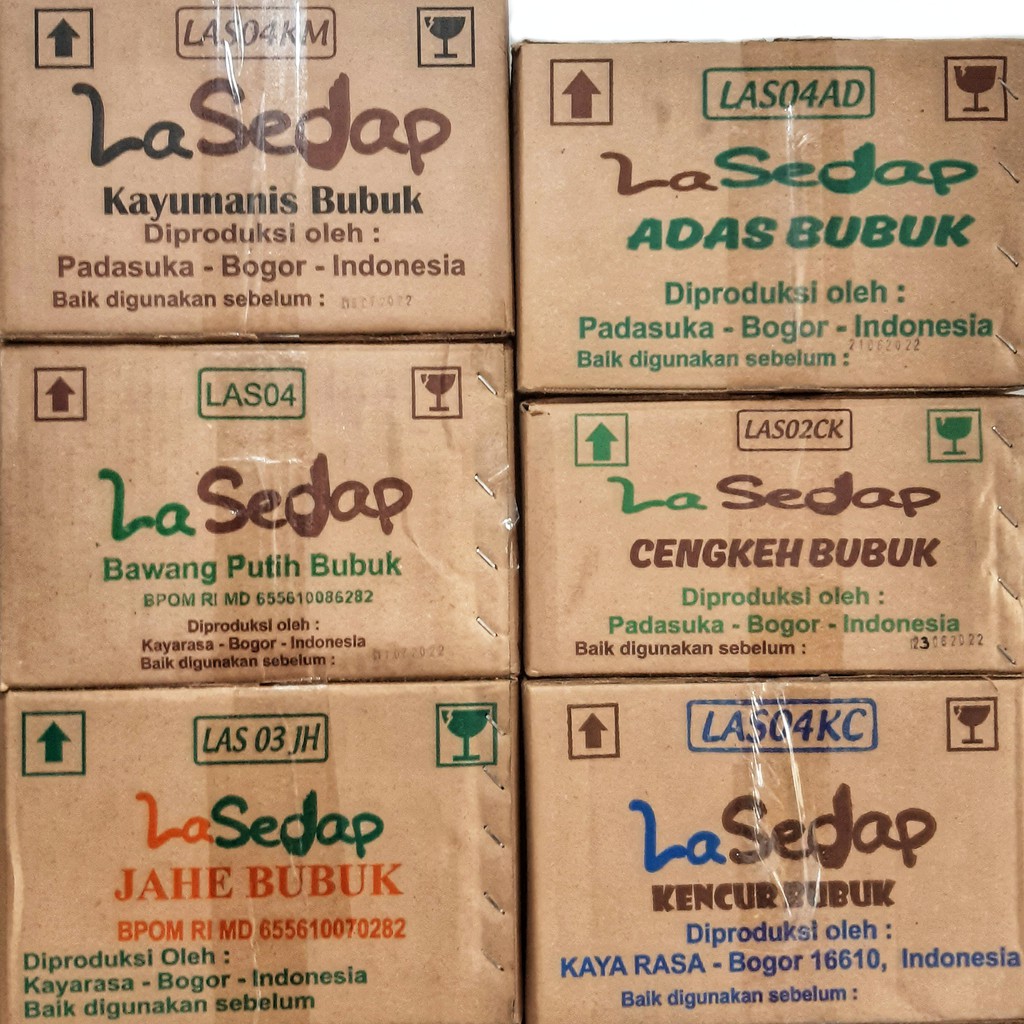 LAS04KM
LaSedap
Kayumanis Bubuk
Diproduksi oleh :
Padasuka - Bogor - Indonesia
Baik digunakan sebelum :
LAS04AD
LaSedap
ADAS BUBUK
Diproduksi oleh :
Padasuka - Bogor - Indonesia
Baik digunakan sebelum :
LAS04
LaSedap
Bawang Putih Bubuk
BPOM RI MD 655610086282
Diproduksi oleh :
Kayarasa - Bogor - Indonesia
Baik digunakan sebelum :
LAS02CK
La Sedap
CENGKEH BUBUK
Diproduksi oleh :
Padasuka - Bogor - Indonesia
Baik digunakan sebelum :
LAS 03 JH
LaSedap
JAHE BUBUK
BPOM RI MD 655610070282
Diproduksi Oleh :
Kayarasa - Bogor - Indonesia
Baik digunakan sebelum
LAS04KC
LaSedap
KENCUR BUBUK
Diproduksi oleh :
KAYA RASA - Bogor 16610, Indonesia
Baik digunakan sebelum :